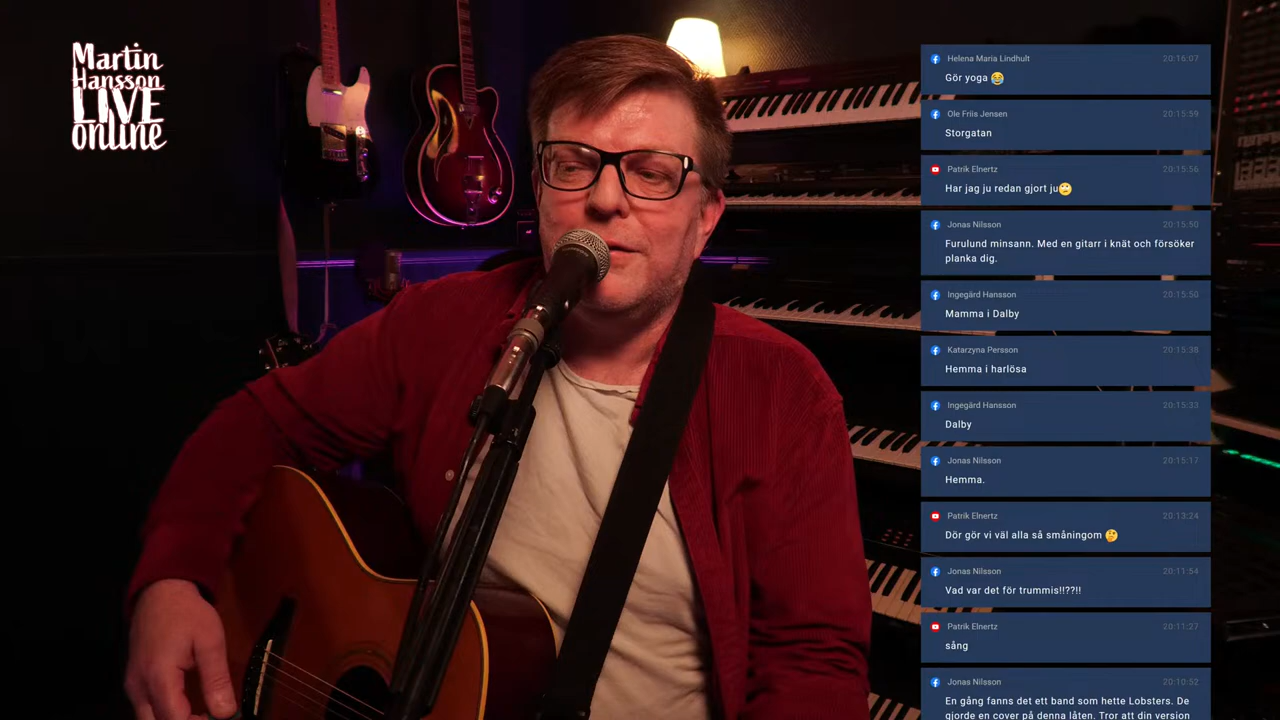 Martin
Hansson
LIVE
online
Helena Maria Lindhult 20:16:07
Gör yoga 😂
Ole Friis Jensen 20:15:59
Storgatan
Patrik Elnertz 20:15:56
Har jag ju redan gjort ju🙄
Jonas Nilsson 20:15:50
Furulund minsann. Med en gitarr i knät och försöker
planka dig.
Ingegärd Hansson 20:15:50
Mamma i Dalby
Katarzyna Persson 20:15:38
Hemma i harlösa
Ingegärd Hansson 20:15:33
Dalby
Jonas Nilsson 20:15:17
Hemma.
Patrik Elnertz 20:13:24
Dör gör vi väl alla så småningom 🤔
Jonas Nilsson 20:11:54
Vad var det för trummis!!??!!
Patrik Elnertz 20:11:27
sång
Jonas Nilsson 20:10:52
En gång fanns det ett band som hette Lobsters. De
gjorde en cover på denna låten. Tror att din version